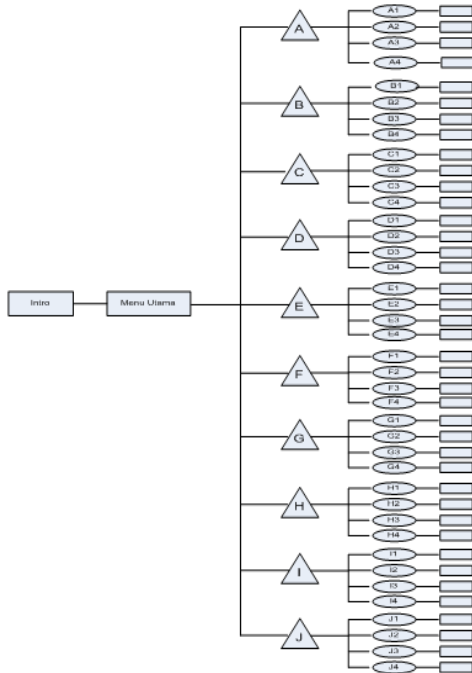 Intro
Menu Utama
A
A1
A2
A3
A4
B
B1
B2
B3
B4
C
C1
C2
C3
C4
D
D1
D2
D3
D4
E
E1
E2
E3
E4
F
F1
F2
F3
F4
G
G1
G2
G3
G4
H
H1
H2
H3
H4
I
I1
I2
I3
I4
J
J1
J2
J3
J4